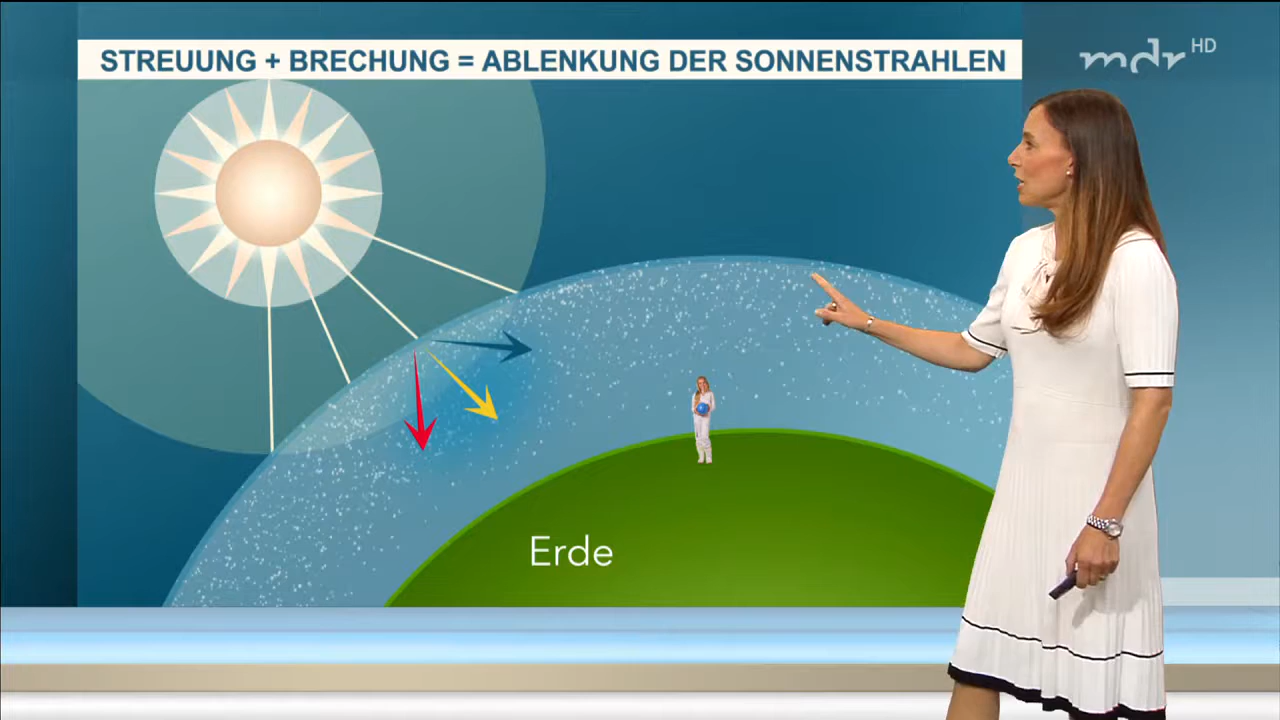 STREUUNG + BRECHUNG = ABLENKUNG DER SONNENSTRAHLEN
mdr HD
Erde